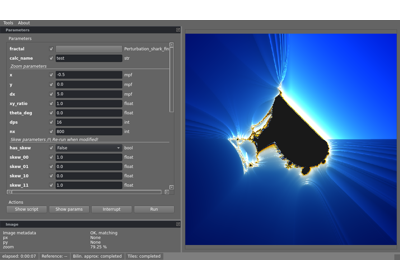 Tools About
Parameters
Parameters
fractal Perturbation_shark_fin
calc_name test str
Zoom parameters
x -0.5 mpf
y 0.0 mpf
dx 5.0 mpf
xy_ratio 1.0 float
theta_deg 0.0 float
dps 16 int
nx 800 int
Skew parameters /!\ Re-run when modified!
has_skew False bool
skew_00 1.0 float
skew_01 0.0 float
skew_10 0.0 float
skew_11 1.0 float
Actions
Show script Show params Interrupt Run
Image
Image metadata OK, matching
px None
py None
zoom 79.25 %
elapsed: 0:00:07 Reference: -- Bilin. approx: completed Tiles: completed